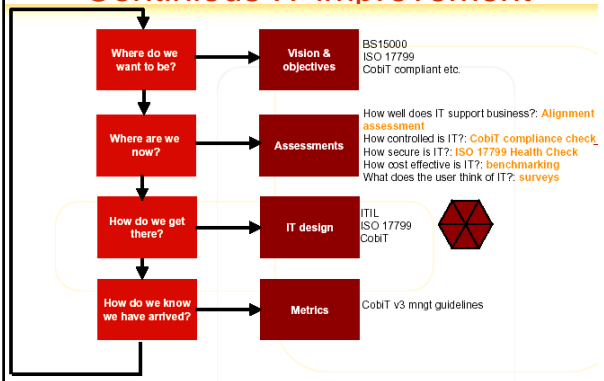 Continious IT improvement
Where do we
want to be?
Vision &
objectives
BS15000
ISO 17799
CobiT compliant etc.
Where are we
now?
Assessments
How well does IT support business?: Alignment
assessment
How controlled is IT?: CobiT compliance check
How secure is IT?: ISO 17799 Health Check
How cost effective is IT?: benchmarking
What does the user think of IT?: surveys
How do we get
there?
IT design
ITIL
ISO 17799
CobiT
How do we know
we have arrived?
Metrics
CobiT v3 mngt guidelines